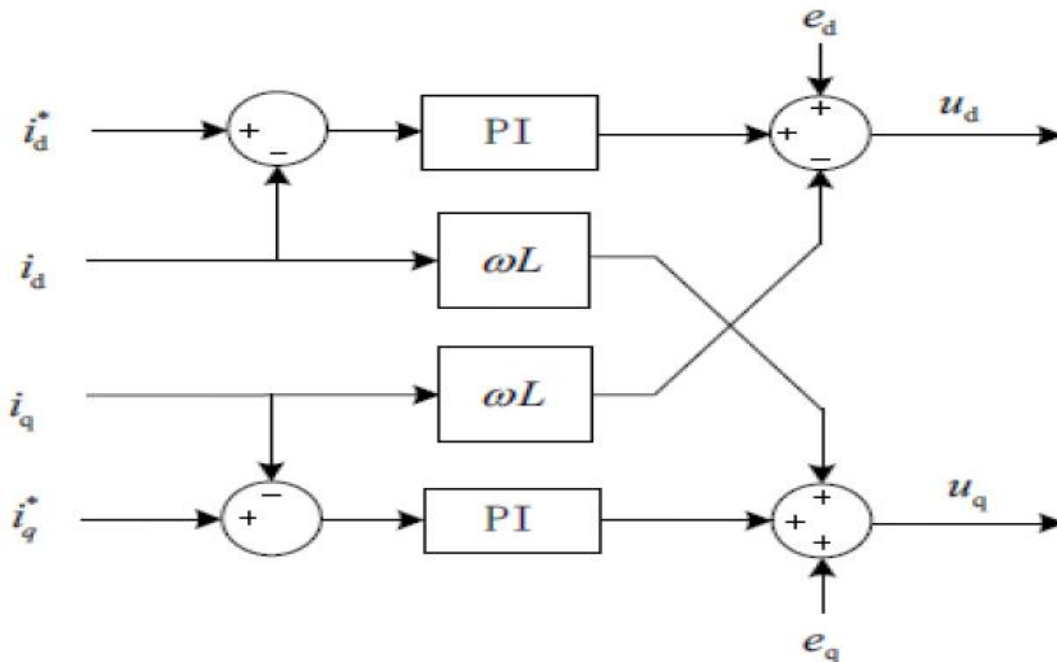 e_d
i_d^* + − PI + + − u_d
i_d ωL
i_q ωL
i_q^* + − PI + + + u_q
e_q